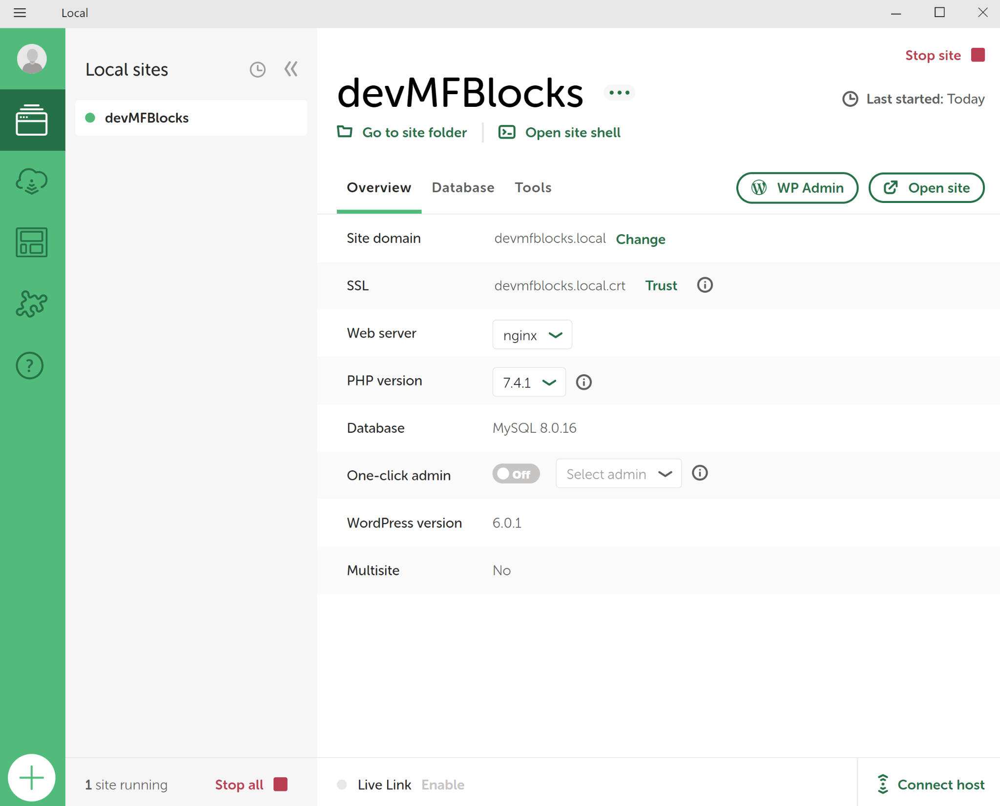 Local
Local sites
devMFBlocks
Stop site
devMFBlocks
Last started: Today
Go to site folder
Open site shell
Overview Database Tools
WP Admin
Open site
Site domain devmfblocks.local Change
SSL devmfblocks.local.crt Trust
Web server nginx
PHP version 7.4.1
Database MySQL 8.0.16
One-click admin Off Select admin
WordPress version 6.0.1
Multisite No
1 site running Stop all
Live Link Enable
Connect host